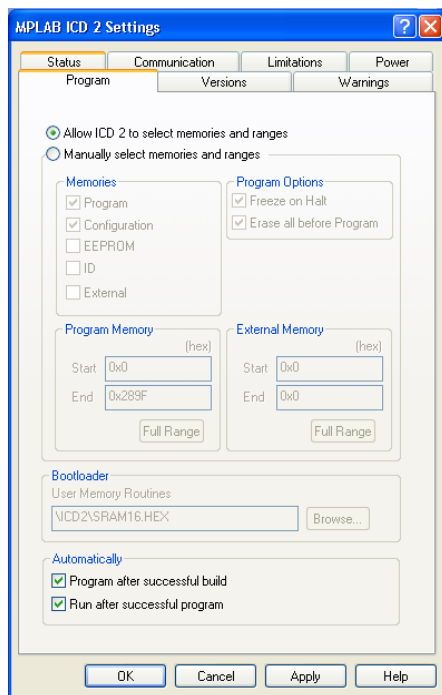 MPLAB ICD 2 Settings
Status Communication Limitations Power
Program Versions Warnings
Allow ICD 2 to select memories and ranges
Manually select memories and ranges
Memories
Program
Configuration
EEPROM
ID
External
Program Options
Freeze on Halt
Erase all before Program
Program Memory
(hex)
Start 0x0
End 0x289F
Full Range
External Memory
(hex)
Start 0x0
End 0x0
Full Range
Bootloader
User Memory Routines
\ICD2\SRAM16.HEX Browse...
Automatically
Program after successful build
Run after successful program
OK Cancel Apply Help